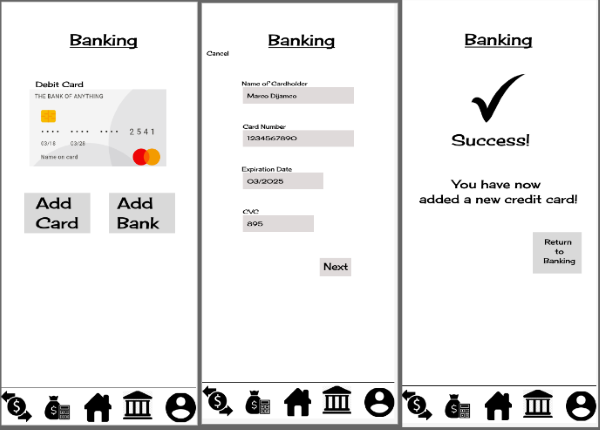 Banking
Debit Card
THE BANK OF ANYTHING
•••• •••• •••• 2541
03/18 03/28
Name on card
Add Card
Add Bank
Banking
Cancel
Name of Cardholder
Marco Dijamco
Card Number
1234567890
Expiration Date
03/2025
CVC
895
Next
Banking
Success!
You have now
added a new credit card!
Return
to
Banking